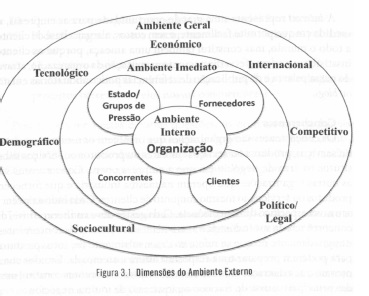 Ambiente Geral
Económico
Tecnológico
Ambiente Imediato
Internacional
Estado/
Grupos de
Pressão
Fornecedores
Ambiente
Interno
Organização
Demográfico
Competitivo
Concorrentes
Clientes
Político/
Legal
Sociocultural
Figura 3.1 Dimensões do Ambiente Externo